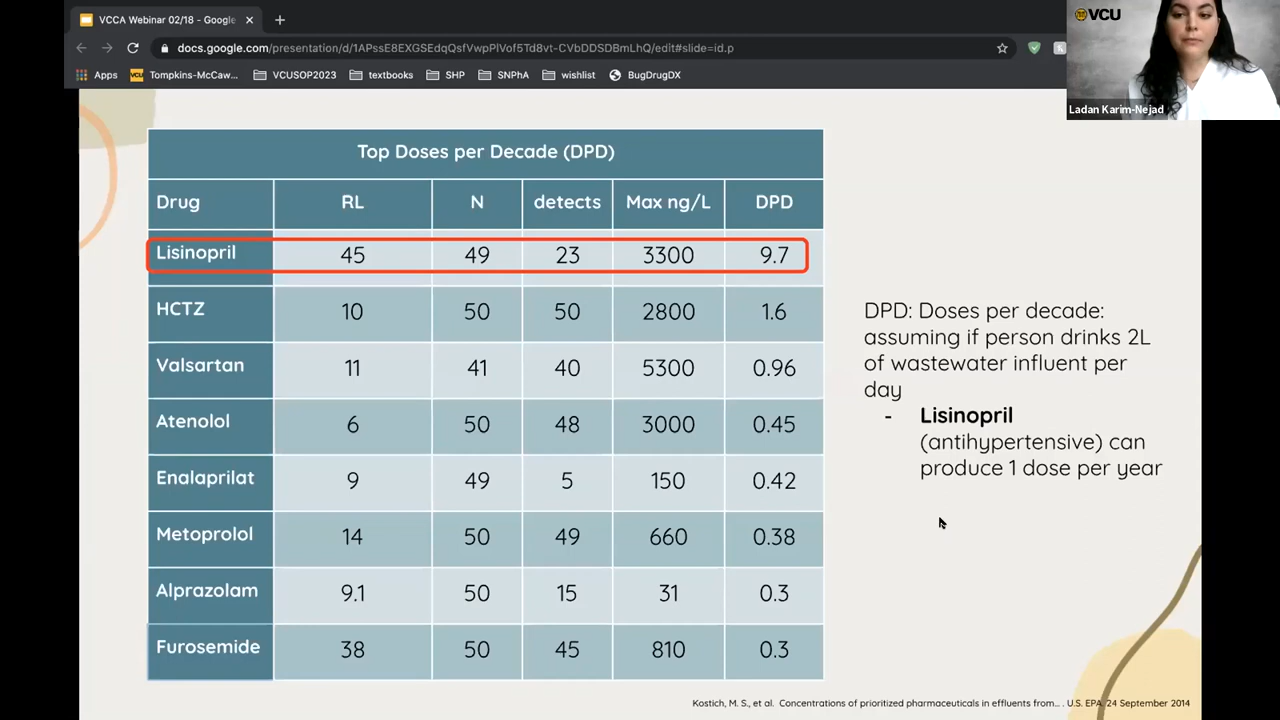 VCCA Webinar 02/18 - Google
docs.google.com/presentation/d/1APssE8EXGSEdqQsfVwpPlVof5Td8vt-CVbDDSDBmLhQ/edit#slide=id.p
Apps Tompkins-McCaw... VCUSOP2023 textbooks SHP SNPhA wishlist BugDrugDX
VCU
Ladan Karim-Nejad
Top Doses per Decade (DPD)
Drug RL N detects Max ng/L DPD
Lisinopril 45 49 23 3300 9.7
HCTZ 10 50 50 2800 1.6
Valsartan 11 41 40 5300 0.96
Atenolol 6 50 48 3000 0.45
Enalaprilat 9 49 5 150 0.42
Metoprolol 14 50 49 660 0.38
Alprazolam 9.1 50 15 31 0.3
Furosemide 38 50 45 810 0.3
DPD: Doses per decade:
assuming if person drinks 2L
of wastewater influent per
day
- Lisinopril
(antihypertensive) can
produce 1 dose per year
Kostich, M. S., et al. Concentrations of prioritized pharmaceuticals in effluents from... . U.S. EPA. 24 September 2014